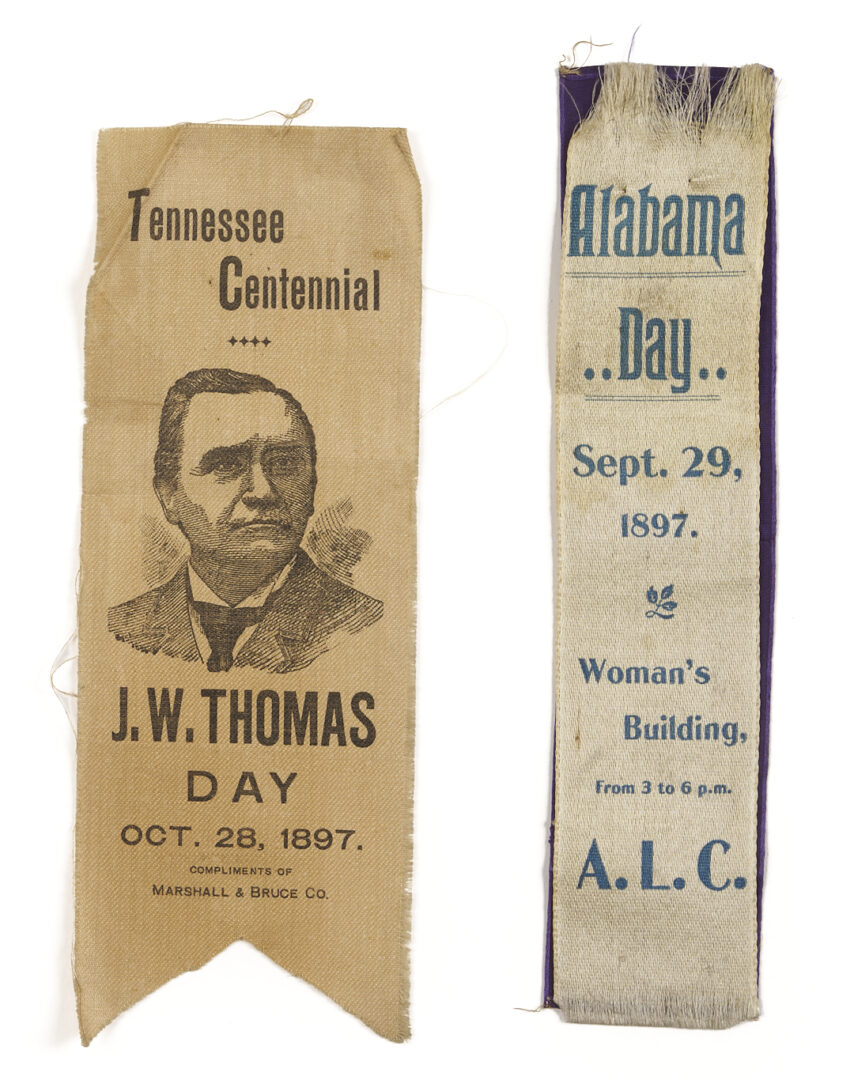 Tennessee
Centennial
J. W. THOMAS
DAY
OCT. 28, 1897.
COMPLIMENTS OF
MARSHALL & BRUCE CO.
Alabama
..Day..
Sept. 29,
1897.
Woman's
Building,
From 3 to 6 p.m.
A. L. C.